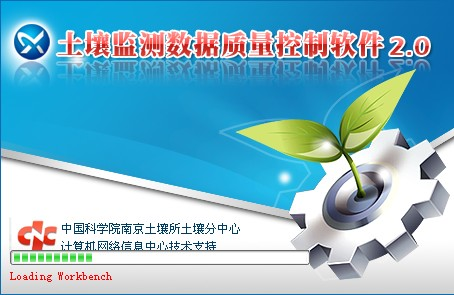 土壤监测数据质量控制软件2.0
中国科学院南京土壤所土壤分中心
计算机网络信息中心技术支持
Loading Workbench